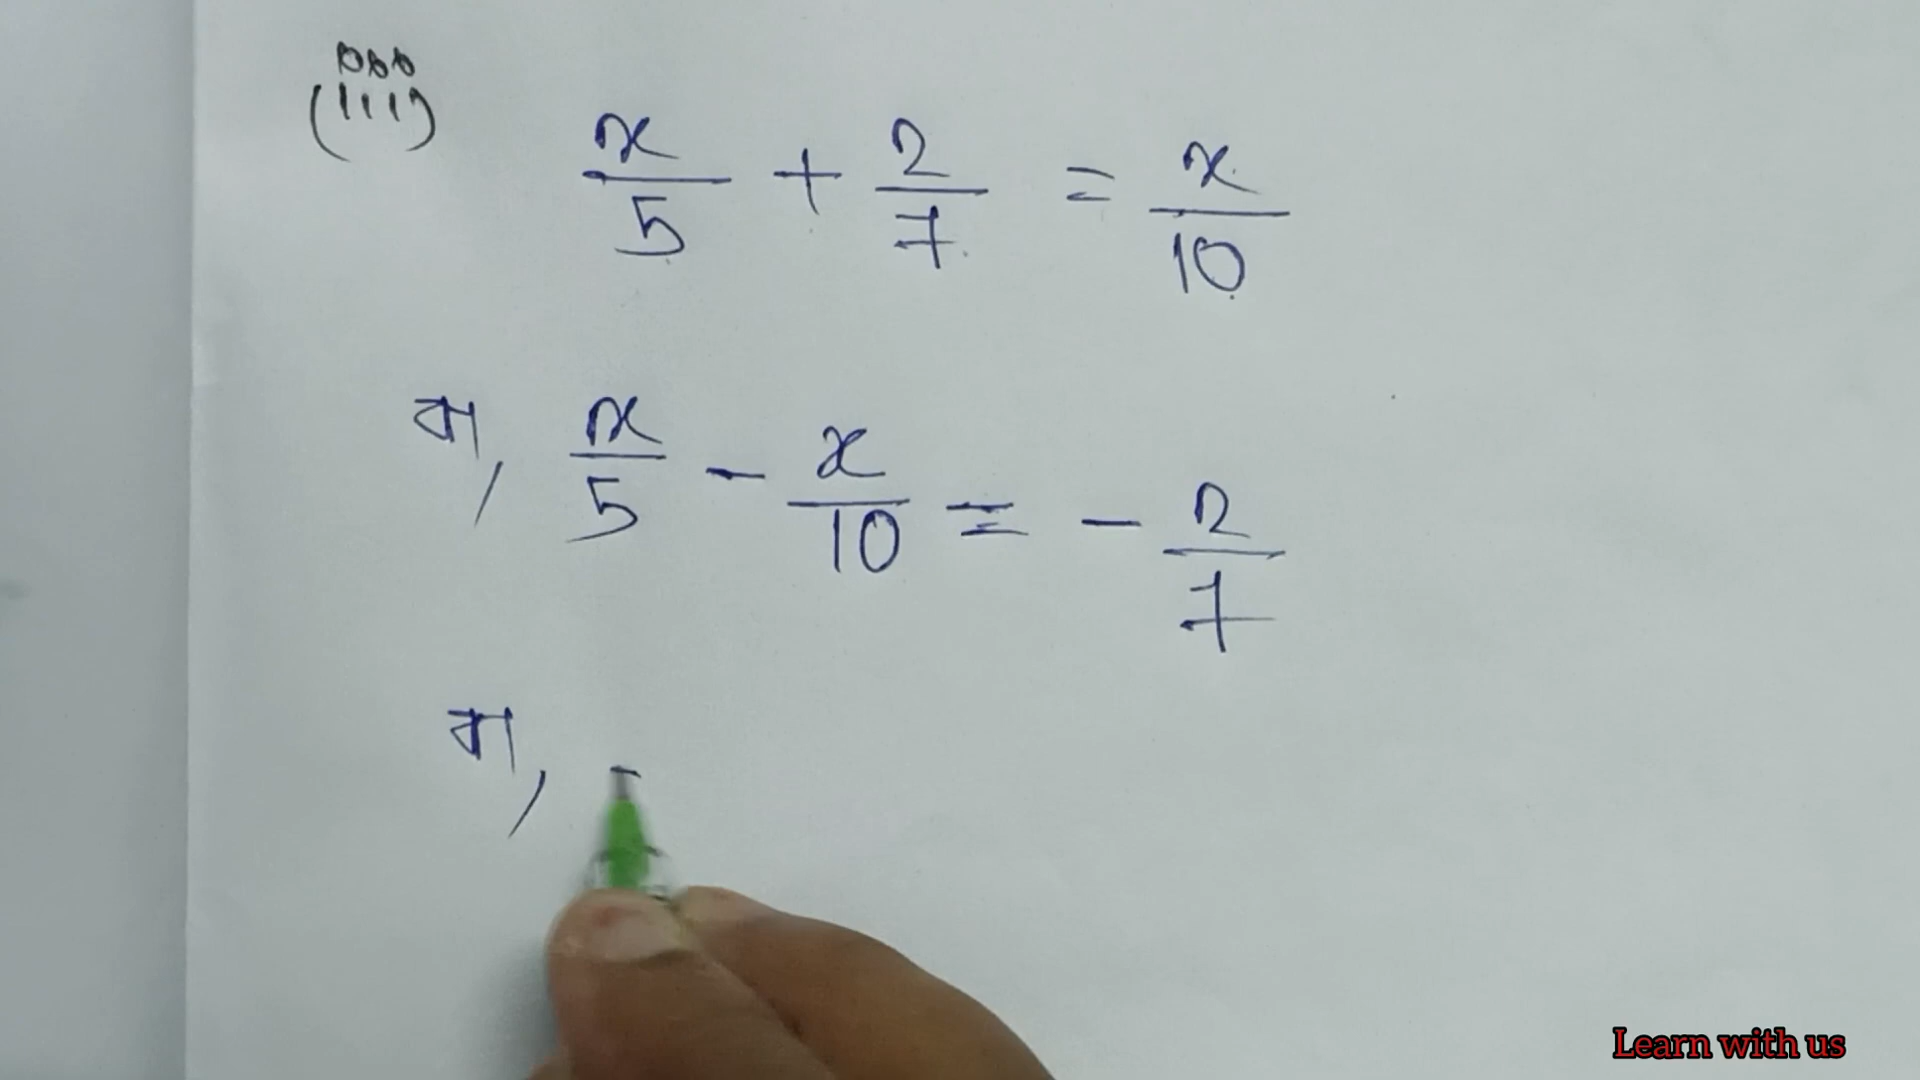 (iii) x/5 + 2/7 = x/10
বা, x/5 - x/10 = - 2/7
বা,
Learn with us